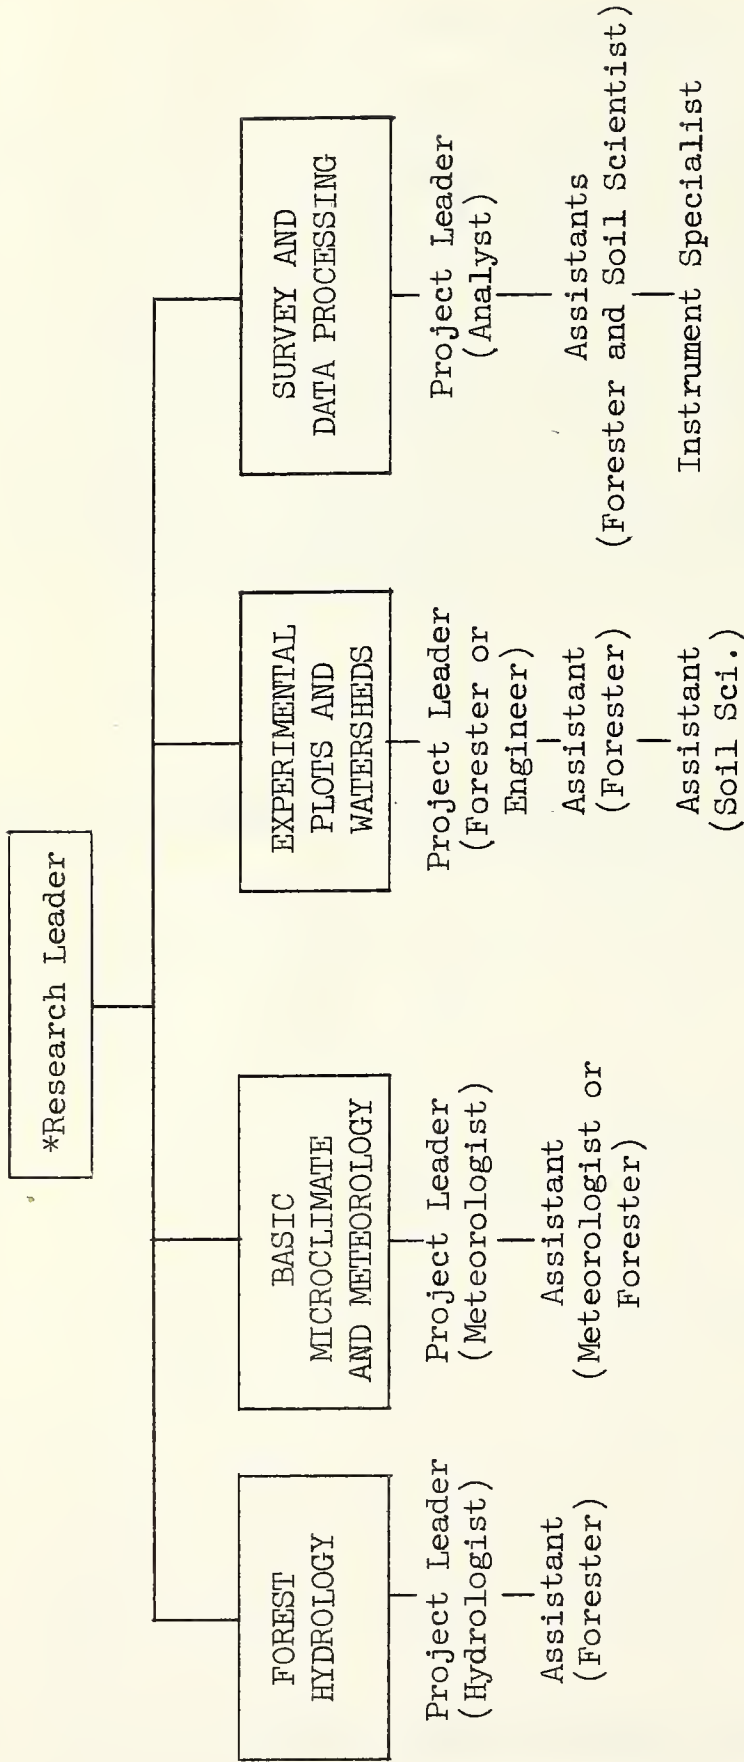 *Research Leader
FOREST
HYDROLOGY
Project Leader
(Hydrologist)
Assistant
(Forester)
BASIC
MICROCLIMATE
AND METEOROLOGY
Project Leader
(Meteorologist)
Assistant
(Meteorologist or
Forester)
EXPERIMENTAL
PLOTS AND
WATERSHEDS
Project Leader
(Forester or
Engineer)
Assistant
(Forester)
Assistant
(Soil Sci.)
SURVEY AND
DATA PROCESSING
Project Leader
(Analyst)
Assistants
(Forester and Soil Scientist)
Instrument Specialist